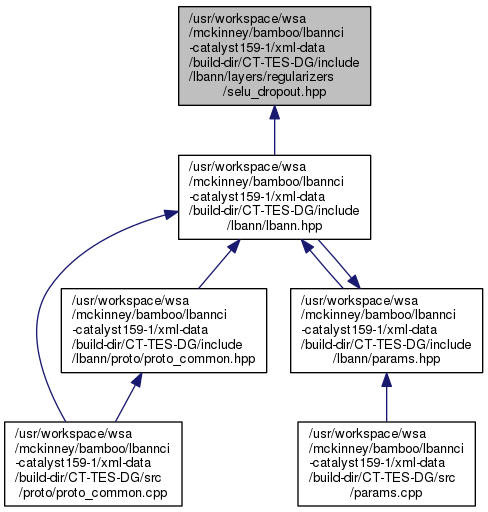 /usr/workspace/wsa
/mckinney/bamboo/lbannci
-catalyst159-1/xml-data
/build-dir/CT-TES-DG/include
/lbann/layers/regularizers
/selu_dropout.hpp
/usr/workspace/wsa
/mckinney/bamboo/lbannci
-catalyst159-1/xml-data
/build-dir/CT-TES-DG/include
/lbann/lbann.hpp
/usr/workspace/wsa
/mckinney/bamboo/lbannci
-catalyst159-1/xml-data
/build-dir/CT-TES-DG/include
/lbann/proto/proto_common.hpp
/usr/workspace/wsa
/mckinney/bamboo/lbannci
-catalyst159-1/xml-data
/build-dir/CT-TES-DG/include
/lbann/params.hpp
/usr/workspace/wsa
/mckinney/bamboo/lbannci
-catalyst159-1/xml-data
/build-dir/CT-TES-DG/src
/proto/proto_common.cpp
/usr/workspace/wsa
/mckinney/bamboo/lbannci
-catalyst159-1/xml-data
/build-dir/CT-TES-DG/src
/params.cpp